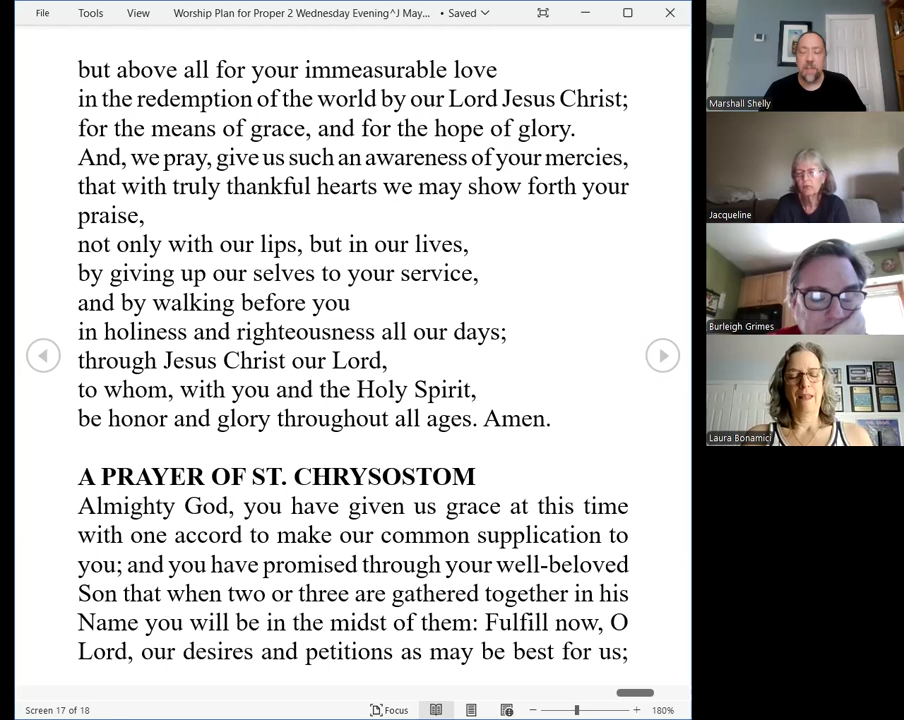 File Tools View Worship Plan for Proper 2 Wednesday Evening^J May... • Saved
but above all for your immeasurable love
in the redemption of the world by our Lord Jesus Christ;
for the means of grace, and for the hope of glory.
And, we pray, give us such an awareness of your mercies,
that with truly thankful hearts we may show forth your
praise,
not only with our lips, but in our lives,
by giving up our selves to your service,
and by walking before you
in holiness and righteousness all our days;
through Jesus Christ our Lord,
to whom, with you and the Holy Spirit,
be honor and glory throughout all ages. Amen.
A PRAYER OF ST. CHRYSOSTOM
Almighty God, you have given us grace at this time
with one accord to make our common supplication to
you; and you have promised through your well-beloved
Son that when two or three are gathered together in his
Name you will be in the midst of them: Fulfill now, O
Lord, our desires and petitions as may be best for us;
Screen 17 of 18 Focus 180%
Marshall Shelly
Jacqueline
Burleigh Grimes
Laura Bonamici